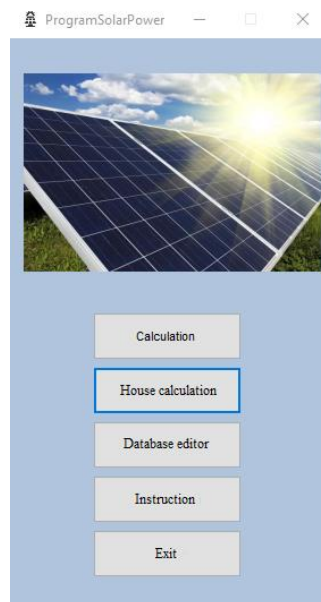 ProgramSolarPower
Calculation
House calculation
Database editor
Instruction
Exit